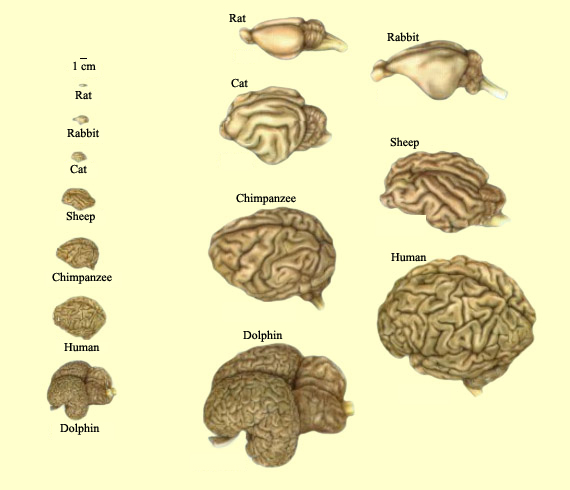 1 cm
Rat
Rabbit
Cat
Sheep
Chimpanzee
Human
Dolphin
Rat
Rabbit
Cat
Sheep
Chimpanzee
Human
Dolphin